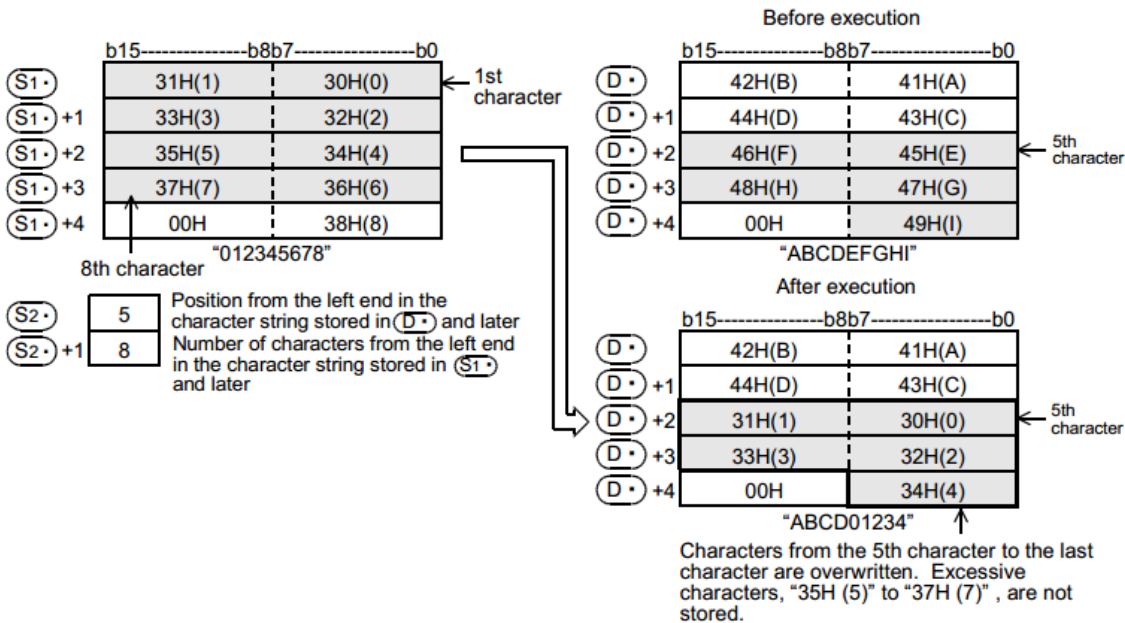 b15---------------b8b7-----------------b0
S1· 31H(1) 30H(0) 1st character
S1· +1 33H(3) 32H(2)
S1· +2 35H(5) 34H(4)
S1· +3 37H(7) 36H(6)
S1· +4 00H 38H(8)
"012345678"
8th character
S2· 5 Position from the left end in the
character string stored in D· and later
S2· +1 8 Number of characters from the left end
in the character string stored in S1·
and later
Before execution
b15---------------b8b7-----------------b0
D· 42H(B) 41H(A)
D· +1 44H(D) 43H(C)
D· +2 46H(F) 45H(E) 5th character
D· +3 48H(H) 47H(G)
D· +4 00H 49H(I)
"ABCDEFGHI"
After execution
b15---------------b8b7-----------------b0
D· 42H(B) 41H(A)
D· +1 44H(D) 43H(C)
D· +2 31H(1) 30H(0) 5th character
D· +3 33H(3) 32H(2)
D· +4 00H 34H(4)
"ABCD01234"
Characters from the 5th character to the last
character are overwritten. Excessive
characters, "35H (5)" to "37H (7)" , are not
stored.